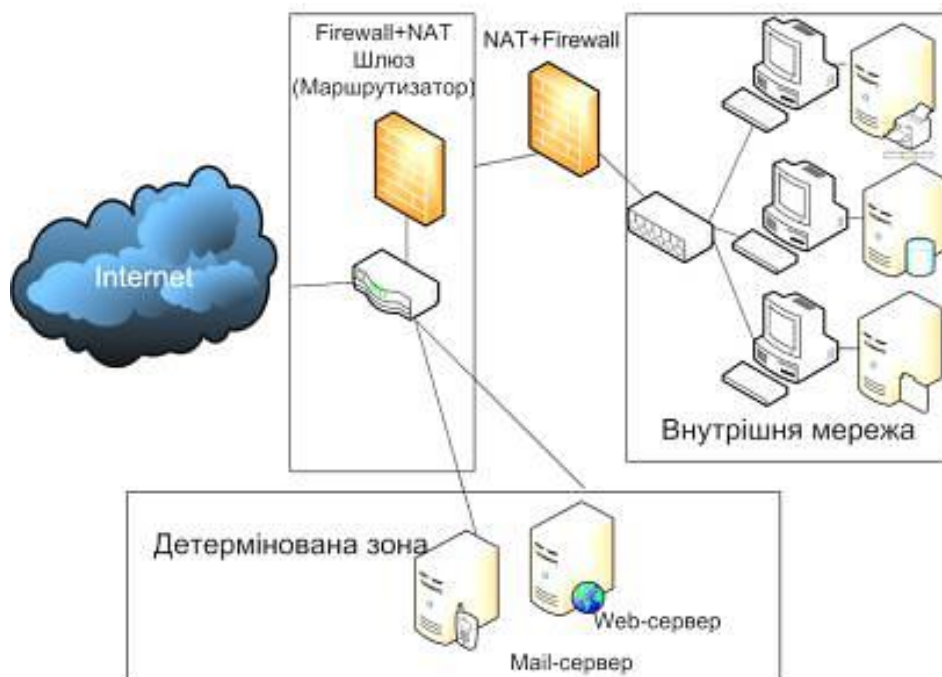 Firewall+NAT
Шлюз
(Маршрутизатор)
NAT+Firewall
Internet
Внутрішня мережа
Детермінована зона
Web-сервер
Mail-сервер